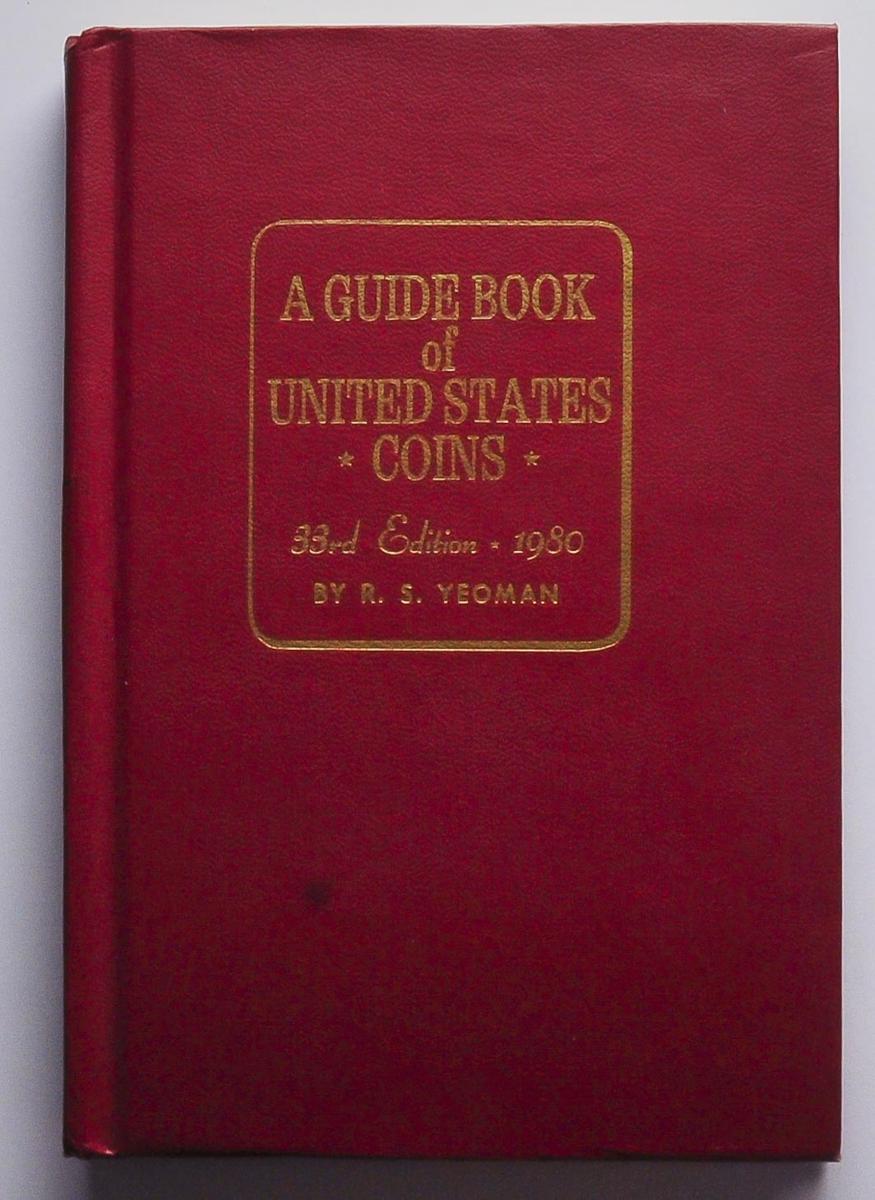 A GUIDE BOOK
of
UNITED STATES
★ COINS ★
33rd Edition ★ 1980
BY R. S. YEOMAN